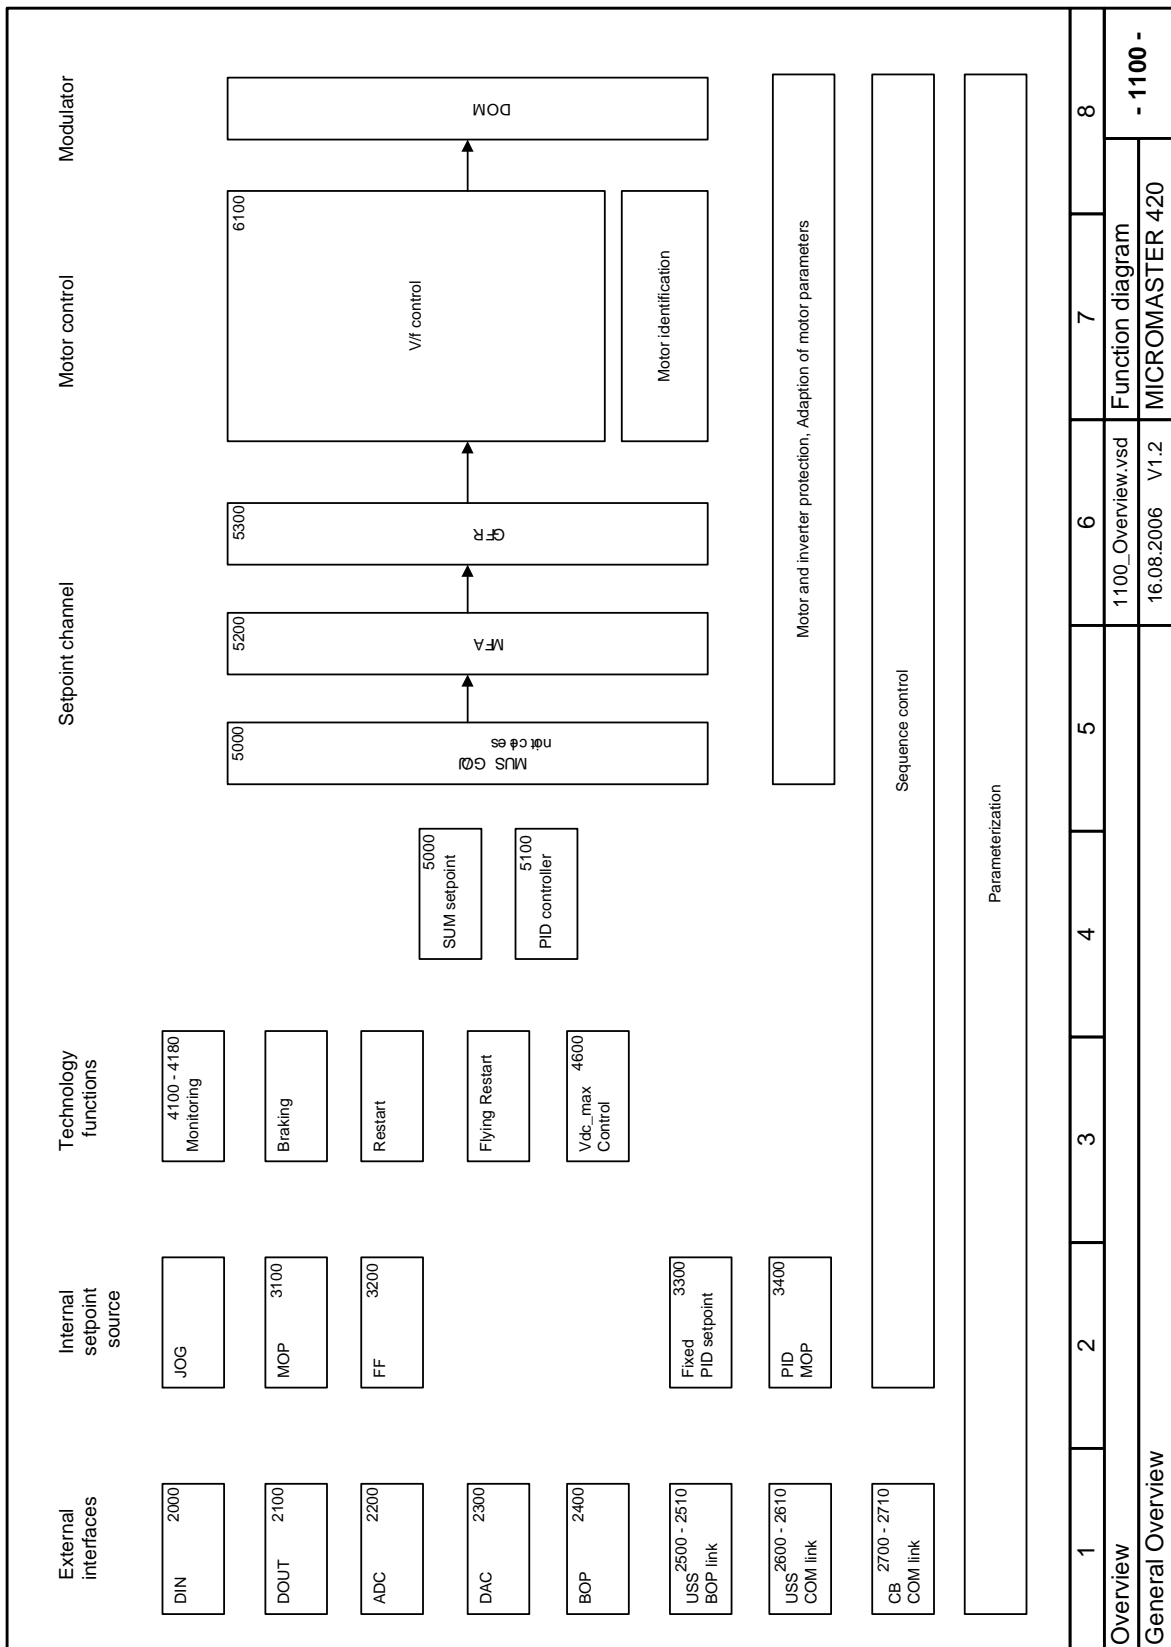 External
interfaces
Internal
setpoint
source
Technology
functions
Setpoint channel
Motor control
Modulator
DIN 2000
DOUT 2100
ADC 2200
DAC 2300
BOP 2400
2500 - 2510
USS
BOP link
2600 - 2610
USS
COM link
2700 - 2710
CB
COM link
JOG
3100
MOP
3200
FF
3300
Fixed
PID setpoint
3400
PID
MOP
4100 - 4180
Monitoring
Braking
Restart
Flying Restart
Vdc_max 4600
Control
5000
SUM setpoint
5100
PID controller
5000
5200
MFA
5300
6100
V/f control
Motor identification
DOM
Motor and inverter protection, Adaption of motor parameters
Sequence control
Parameterization
1 2 3 4 5 6 7 8
Overview 1100_Overview.vsd Function diagram - 1100 -
General Overview 16.08.2006 V1.2 MICROMASTER 420